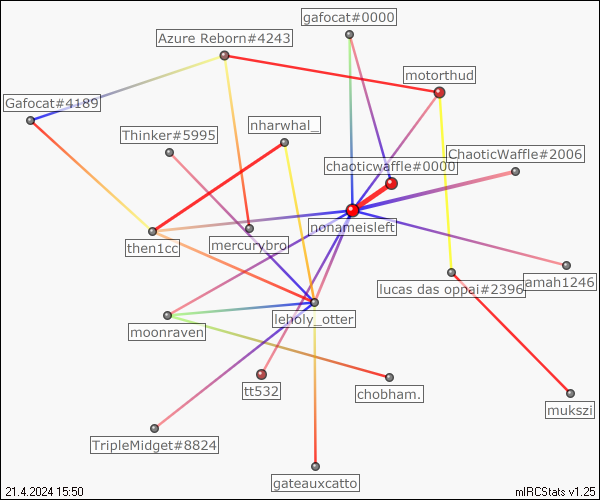 gafocat#0000
Azure Reborn#4243
motorthud
Gafocat#4189
nharwhal_
Thinker#5995
ChaoticWaffle#2006
chaoticwaffle#0000
nonameisleft
then1cc
mercurybro
amah1246
lucas das oppai#2396
leholy_otter
moonraven
tt532
chobham.
mukszi
TripleMidget#8824
gateauxcatto
21.4.2024 15:50
mIRCStats v1.25